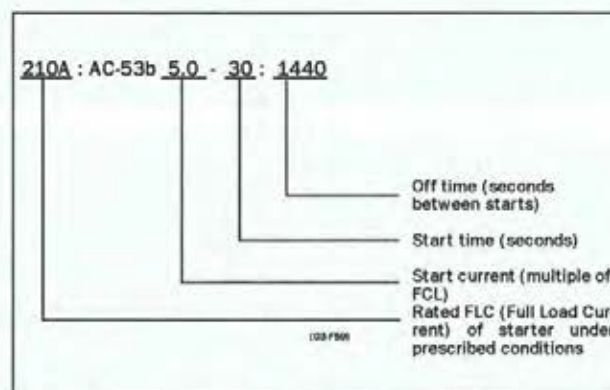 210A : AC-53b 5.0 - 30 : 1440
Off time (seconds
between starts)
Start time (seconds)
Start current (multiple of
FCL)
Rated FLC (Full Load Cur
rent) of starter under
prescribed conditions